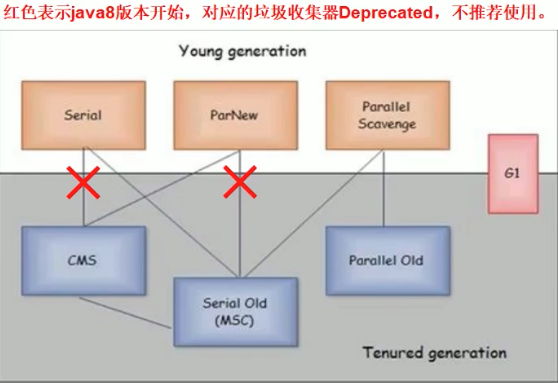 红色表示java8版本开始，对应的垃圾收集器Deprecated，不推荐使用。
Young generation
Serial
ParNew
Parallel
Scavenge
G1
CMS
Serial Old
(MSC)
Parallel Old
Tenured generation